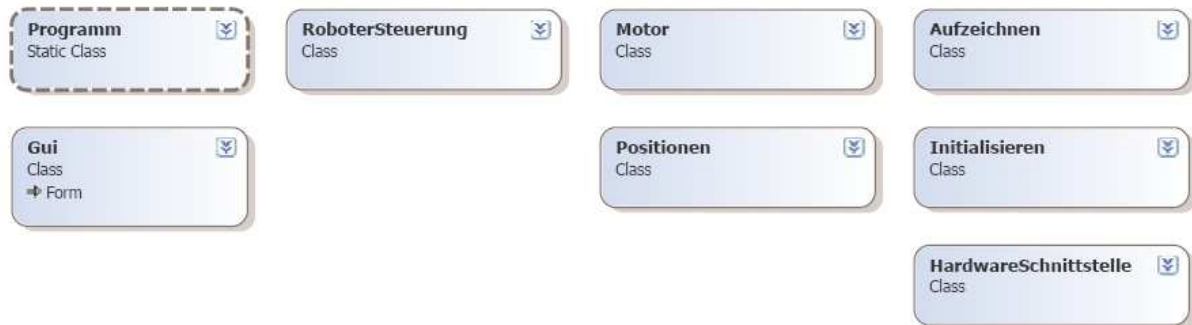 Programm
Static Class
RoboterSteuerung
Class
Motor
Class
Aufzeichnen
Class
Gui
Class
Form
Positionen
Class
Initialisieren
Class
HardwareSchnittstelle
Class